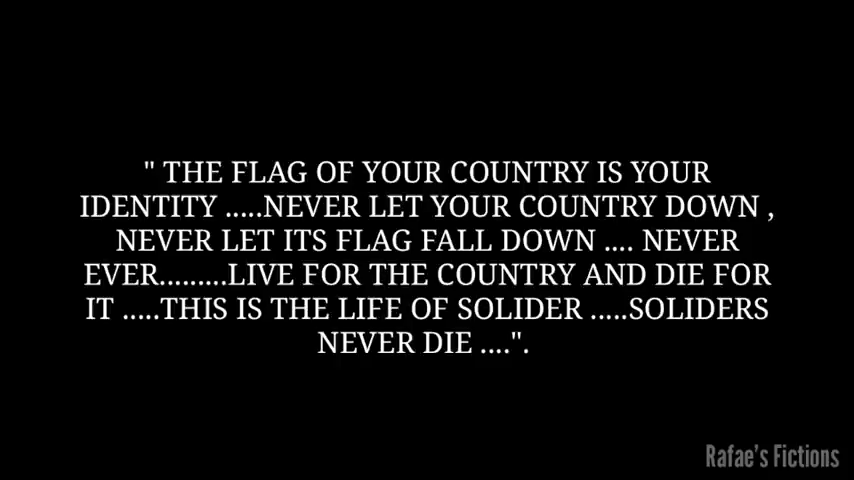 " THE FLAG OF YOUR COUNTRY IS YOUR
IDENTITY .....NEVER LET YOUR COUNTRY DOWN ,
NEVER LET ITS FLAG FALL DOWN .... NEVER
EVER.........LIVE FOR THE COUNTRY AND DIE FOR
IT .....THIS IS THE LIFE OF SOLIDER .....SOLIDERS
NEVER DIE ....".
Rafae's Fictions